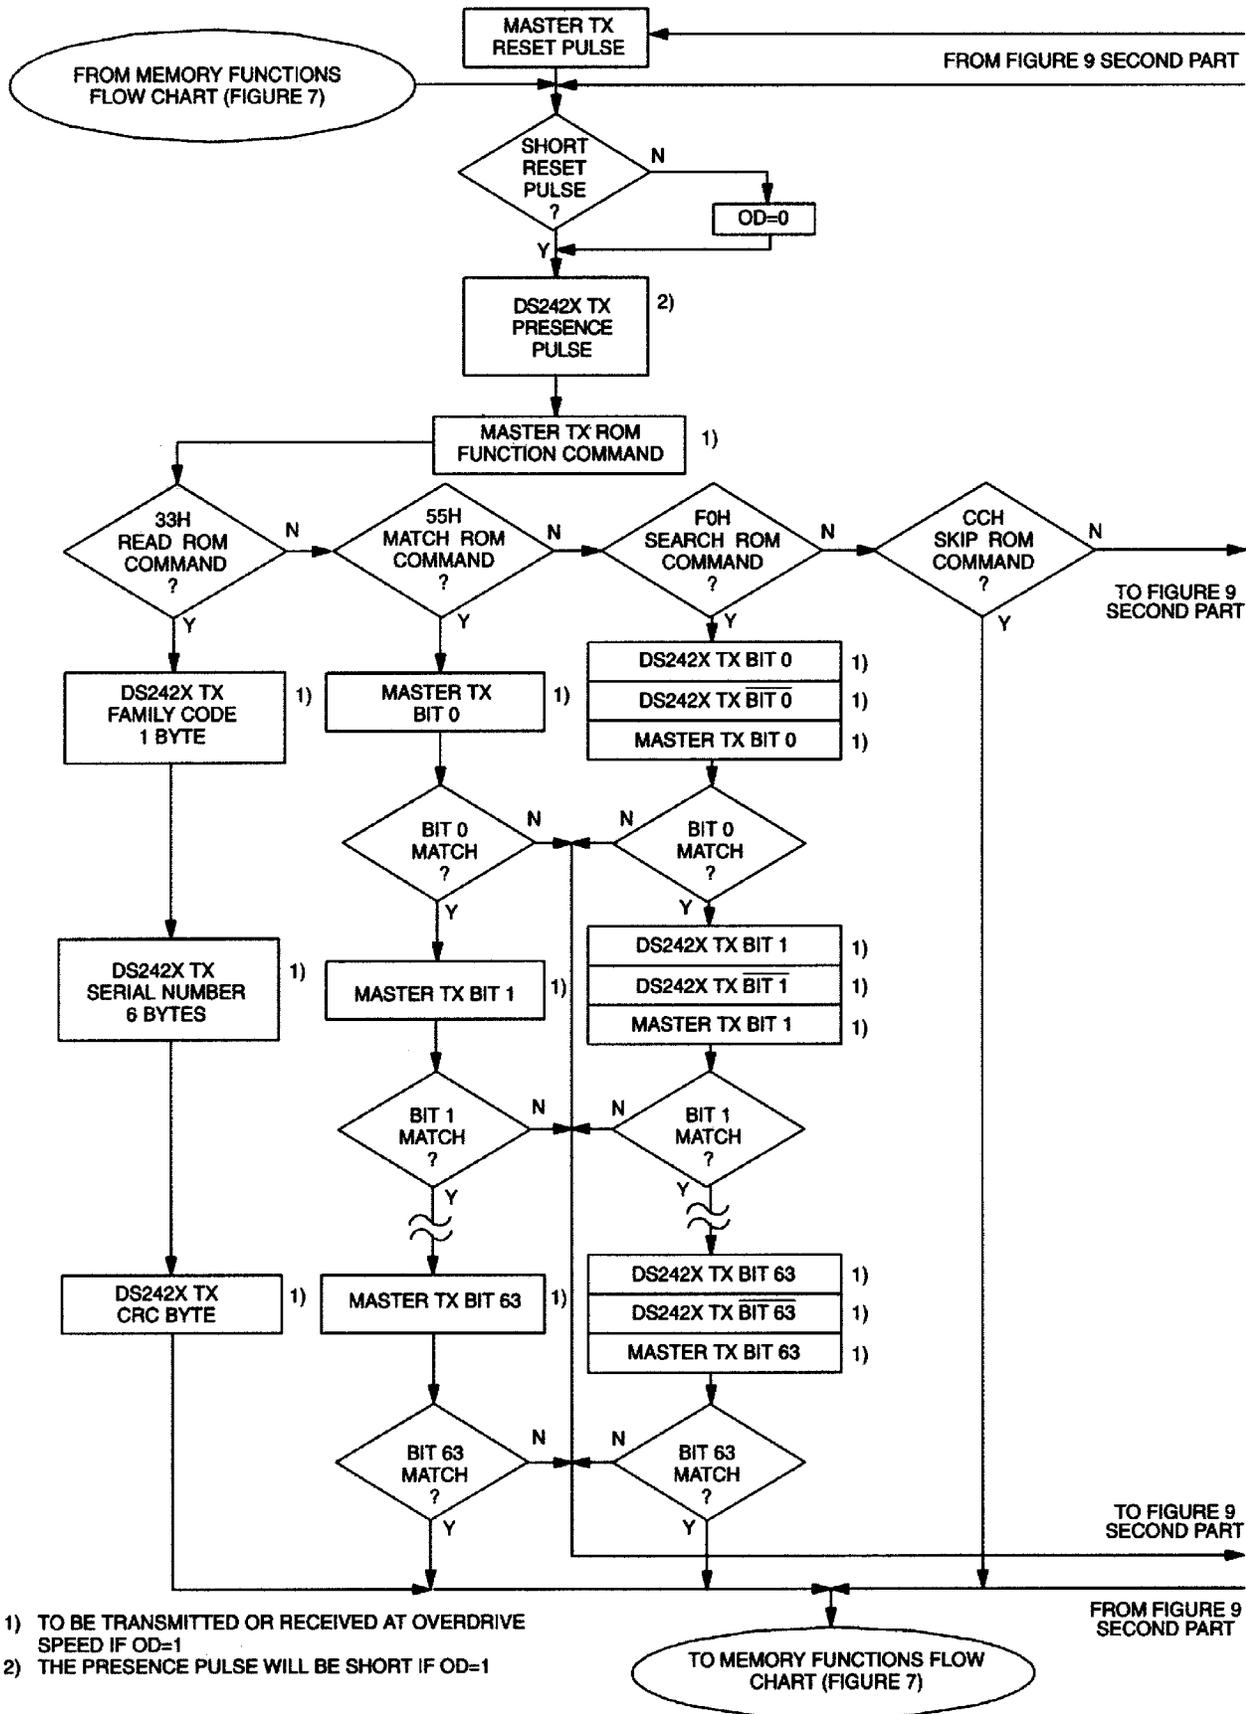 MASTER TX
RESET PULSE
FROM FIGURE 9 SECOND PART
FROM MEMORY FUNCTIONS
FLOW CHART (FIGURE 7)
SHORT
RESET
PULSE
?
N
OD=0
Y
DS242X TX
PRESENCE
PULSE
2)
MASTER TX ROM
FUNCTION COMMAND
1)
33H
READ ROM
COMMAND
?
N
Y
55H
MATCH ROM
COMMAND
?
N
Y
F0H
SEARCH ROM
COMMAND
?
N
Y
CCH
SKIP ROM
COMMAND
?
N
Y
TO FIGURE 9
SECOND PART
DS242X TX
FAMILY CODE
1 BYTE
1)
MASTER TX
BIT 0
1)
DS242X TX BIT 0
1)
DS242X TX B̅I̅T̅ ̅0̅
1)
MASTER TX BIT 0
1)
BIT 0
MATCH
?
N
Y
N
BIT 0
MATCH
?
Y
DS242X TX
SERIAL NUMBER
6 BYTES
1)
MASTER TX BIT 1
1)
DS242X TX BIT 1
1)
DS242X TX B̅I̅T̅ ̅1̅
1)
MASTER TX BIT 1
1)
BIT 1
MATCH
?
N
Y
N
BIT 1
MATCH
?
Y
DS242X TX
CRC BYTE
1)
MASTER TX BIT 63
1)
DS242X TX BIT 63
1)
DS242X TX B̅I̅T̅ ̅6̅3̅
1)
MASTER TX BIT 63
1)
BIT 63
MATCH
?
N
Y
N
BIT 63
MATCH
?
Y
TO FIGURE 9
SECOND PART
FROM FIGURE 9
SECOND PART
1) TO BE TRANSMITTED OR RECEIVED AT OVERDRIVE
SPEED IF OD=1
2) THE PRESENCE PULSE WILL BE SHORT IF OD=1
TO MEMORY FUNCTIONS FLOW
CHART (FIGURE 7)